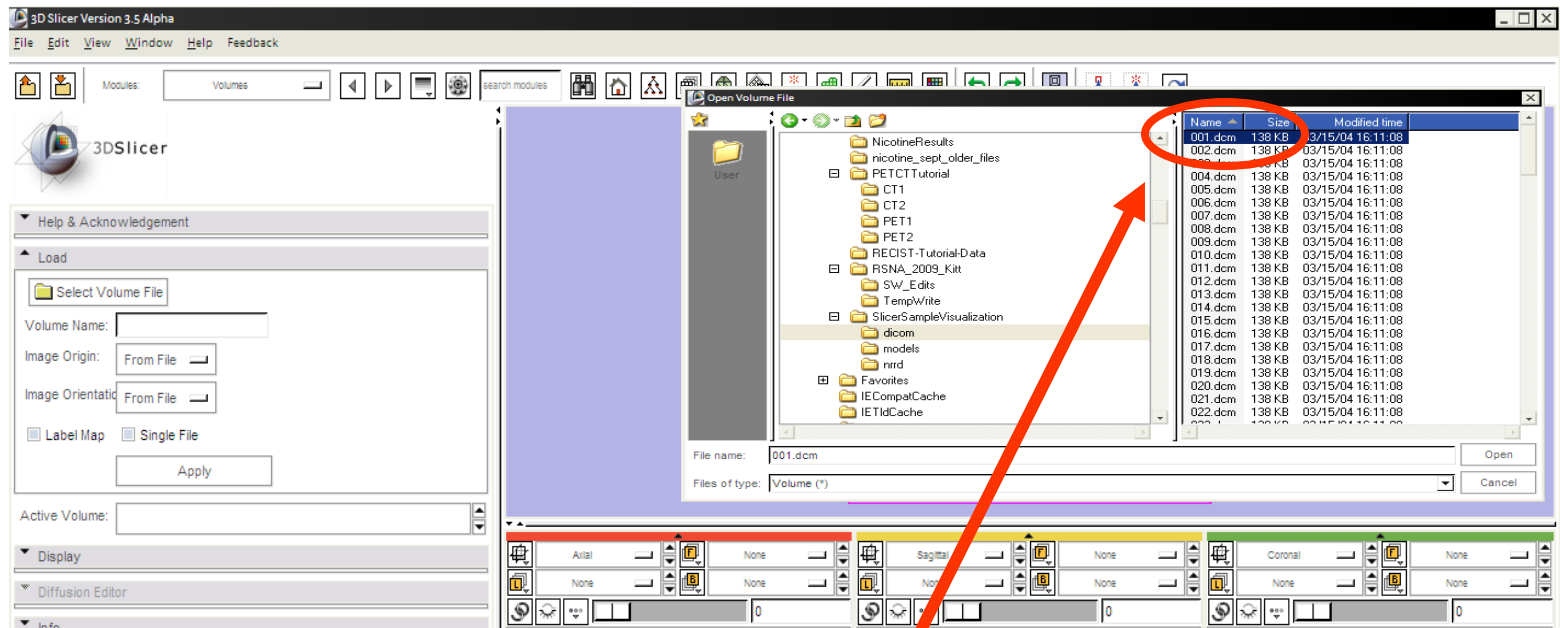 3D Slicer Version 3.5 Alpha
File Edit View Window Help Feedback
Modules: Volumes search modules
3DSlicer
Help & Acknowledgement
Load
Select Volume File
Volume Name:
Image Origin: From File
Image Orientatio From File
Label Map Single File
Apply
Active Volume:
Display
Diffusion Editor
Info
Open Volume File
User
NicotineResults
nicotine_sept_older_files
PETCTTutorial
CT1
CT2
PET1
PET2
RECIST-Tutorial-Data
RSNA_2009_Kitt
SW_Edits
TempWrite
SlicerSampleVisualization
dicom
models
nrrd
Favorites
IECompatCache
IETldCache
Name Size Modified time
001.dcm 138 KB 03/15/04 16:11:08
002.dcm 138 KB 03/15/04 16:11:08
138 KB 03/15/04 16:11:08
004.dcm 138 KB 03/15/04 16:11:08
005.dcm 138 KB 03/15/04 16:11:08
006.dcm 138 KB 03/15/04 16:11:08
007.dcm 138 KB 03/15/04 16:11:08
008.dcm 138 KB 03/15/04 16:11:08
009.dcm 138 KB 03/15/04 16:11:08
010.dcm 138 KB 03/15/04 16:11:08
011.dcm 138 KB 03/15/04 16:11:08
012.dcm 138 KB 03/15/04 16:11:08
013.dcm 138 KB 03/15/04 16:11:08
014.dcm 138 KB 03/15/04 16:11:08
015.dcm 138 KB 03/15/04 16:11:08
016.dcm 138 KB 03/15/04 16:11:08
017.dcm 138 KB 03/15/04 16:11:08
018.dcm 138 KB 03/15/04 16:11:08
019.dcm 138 KB 03/15/04 16:11:08
020.dcm 138 KB 03/15/04 16:11:08
021.dcm 138 KB 03/15/04 16:11:08
022.dcm 138 KB 03/15/04 16:11:08
File name: 001.dcm Open
Files of type: Volume (*) Cancel
Axial F None Sagittal F None Coronal F None
L None B None L None B None L None B None
0 0 0